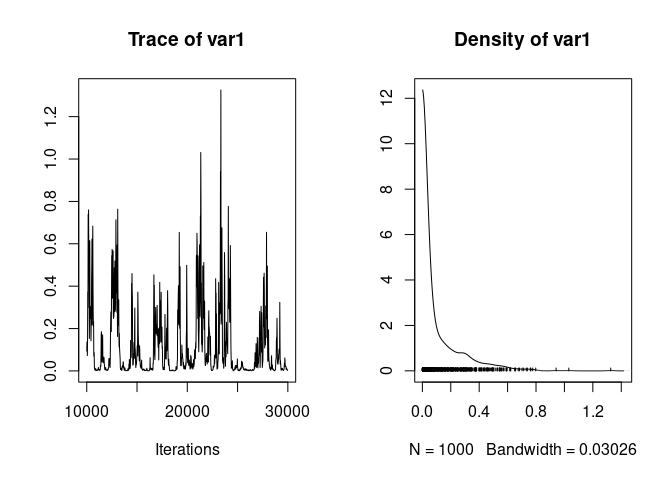 Trace of var1
0.0 0.2 0.4 0.6 0.8 1.0 1.2
10000 20000 30000
Iterations
Density of var1
0 2 4 6 8 10 12
0.0 0.4 0.8 1.2
N = 1000 Bandwidth = 0.03026